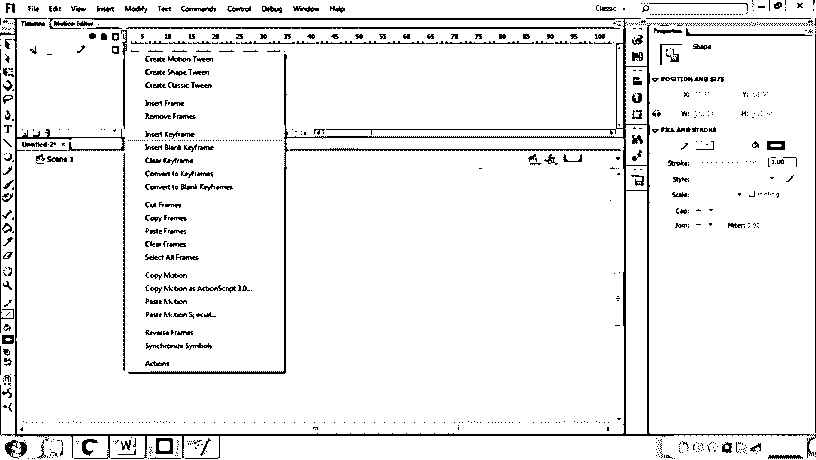 Fl File Edit View Insert Modify Text Commands Control Debug Window Help Classic
Timeline Motion Editor
5 10 15 20 25 30 35 40 45 50 55 60 65 70 75 80 85 90 95 100
Create Motion Tween
Create Shape Tween
Create Classic Tween
Insert Frame
Remove Frames
Insert Keyframe
Insert Blank Keyframe
Clear Keyframe
Convert to Keyframes
Convert to Blank Keyframes
Cut Frames
Copy Frames
Paste Frames
Clear Frames
Select All Frames
Copy Motion
Copy Motion as ActionScript 3.0...
Paste Motion
Paste Motion Special...
Reverse Frames
Synchronize Symbols
Actions
Untitled-2* ×
Scene 1
Properties
Shape
POSITION AND SIZE
X: Y:
W: H:
FILL AND STROKE
Stroke: 1.00
Style:
Scale:
Cap:
Join: Miter:
C W